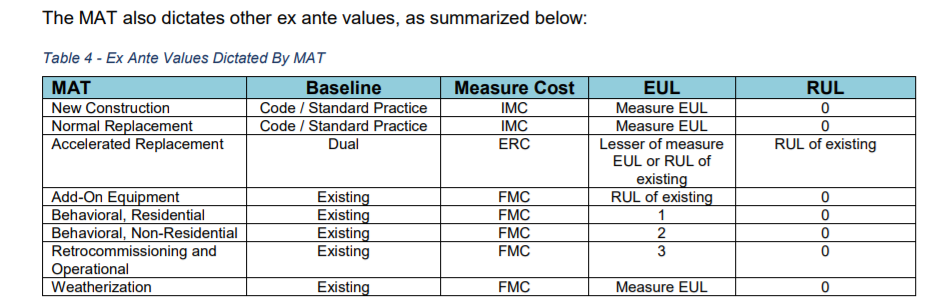 The MAT also dictates other ex ante values, as summarized below:
Table 4 - Ex Ante Values Dictated By MAT
MAT Baseline Measure Cost EUL RUL
New Construction Code / Standard Practice IMC Measure EUL 0
Normal Replacement Code / Standard Practice IMC Measure EUL 0
Accelerated Replacement Dual ERC Lesser of measure RUL of existing
EUL or RUL of
existing
Add-On Equipment Existing FMC RUL of existing 0
Behavioral, Residential Existing FMC 1 0
Behavioral, Non-Residential Existing FMC 2 0
Retrocommissioning and Existing FMC 3 0
Operational
Weatherization Existing FMC Measure EUL 0